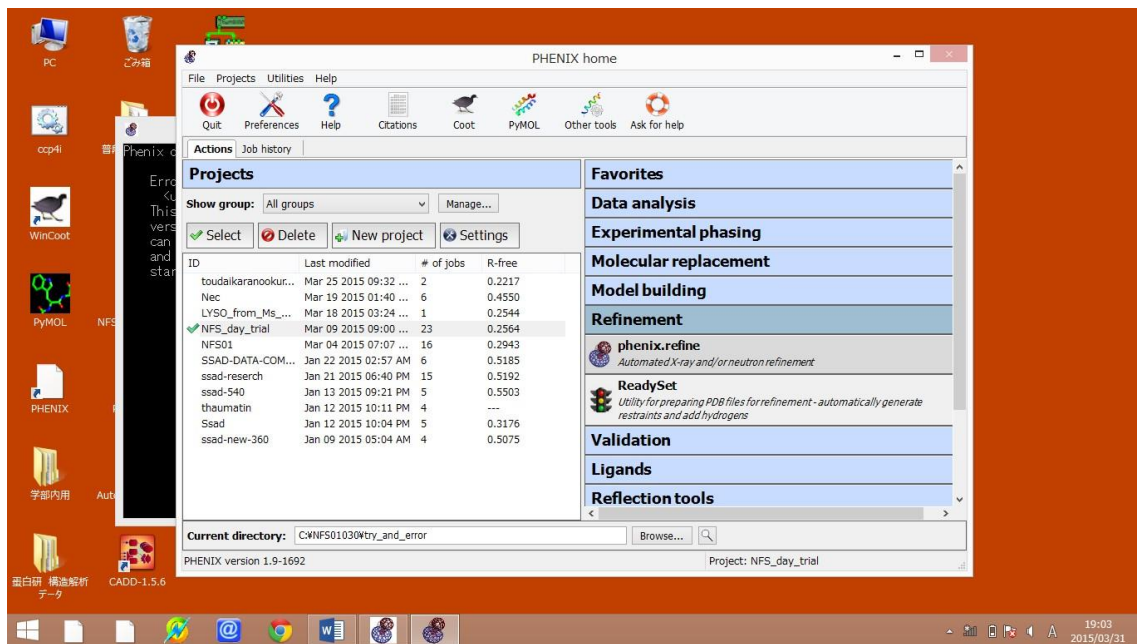 PC
ごみ箱
ccp4i
WinCoot
PyMOL
PHENIX
学部内用
蛋白研 構造解析
データ
CADD-1.5.6
Phenix
Erro
This
vers
can
and
star
PHENIX home
File Projects Utilities Help
Quit Preferences Help Citations Coot PyMOL Other tools Ask for help
Actions Job history
Projects
Show group: All groups Manage...
Select Delete New project Settings
ID Last modified # of jobs R-free
toudaikaranookur... Mar 25 2015 09:32 ... 2 0.2217
Nec Mar 19 2015 01:40 ... 6 0.4550
LYSO_from_Ms_... Mar 18 2015 03:24 ... 1 0.2544
NFS_day_trial Mar 09 2015 09:00 ... 23 0.2564
NFS01 Mar 04 2015 07:07 ... 16 0.2943
SSAD-DATA-COM... Jan 22 2015 02:57 AM 6 0.5185
ssad-reserch Jan 21 2015 06:40 PM 15 0.5192
ssad-540 Jan 13 2015 09:21 PM 5 0.5503
thaumatin Jan 12 2015 10:11 PM 4 ---
Ssad Jan 12 2015 10:04 PM 5 0.3176
ssad-new-360 Jan 09 2015 05:04 AM 4 0.5075
Favorites
Data analysis
Experimental phasing
Molecular replacement
Model building
Refinement
phenix.refine
Automated X-ray and/or neutron refinement
ReadySet
Utility for preparing PDB files for refinement - automatically generate
restraints and add hydrogens
Validation
Ligands
Reflection tools
Current directory: C:¥NFS01030¥try_and_error Browse...
PHENIX version 1.9-1692 Project: NFS_day_trial
A 19:03
2015/03/31